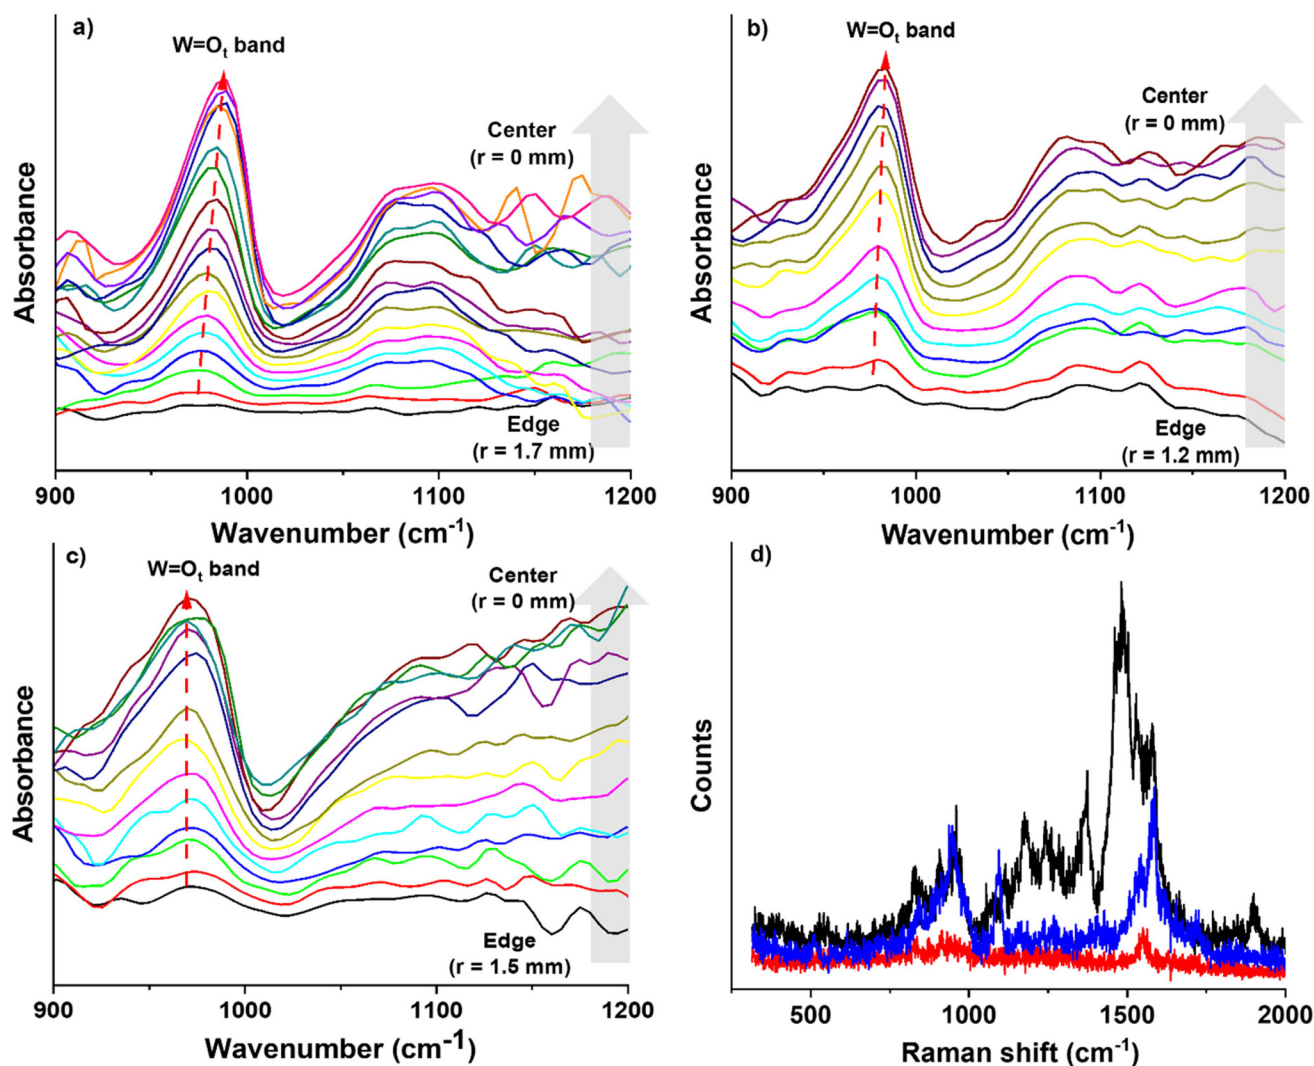 a)
W=Oₜ band
Center
(r = 0 mm)
Edge
(r = 1.7 mm)
Absorbance
900 1000 1100 1200
Wavenumber (cm⁻¹)
b)
W=Oₜ band
Center
(r = 0 mm)
Edge
(r = 1.2 mm)
Absorbance
900 1000 1100 1200
Wavenumber (cm⁻¹)
c)
W=Oₜ band
Center
(r = 0 mm)
Edge
(r = 1.5 mm)
Absorbance
900 1000 1100 1200
Wavenumber (cm⁻¹)
d)
Counts
500 1000 1500 2000
Raman shift (cm⁻¹)